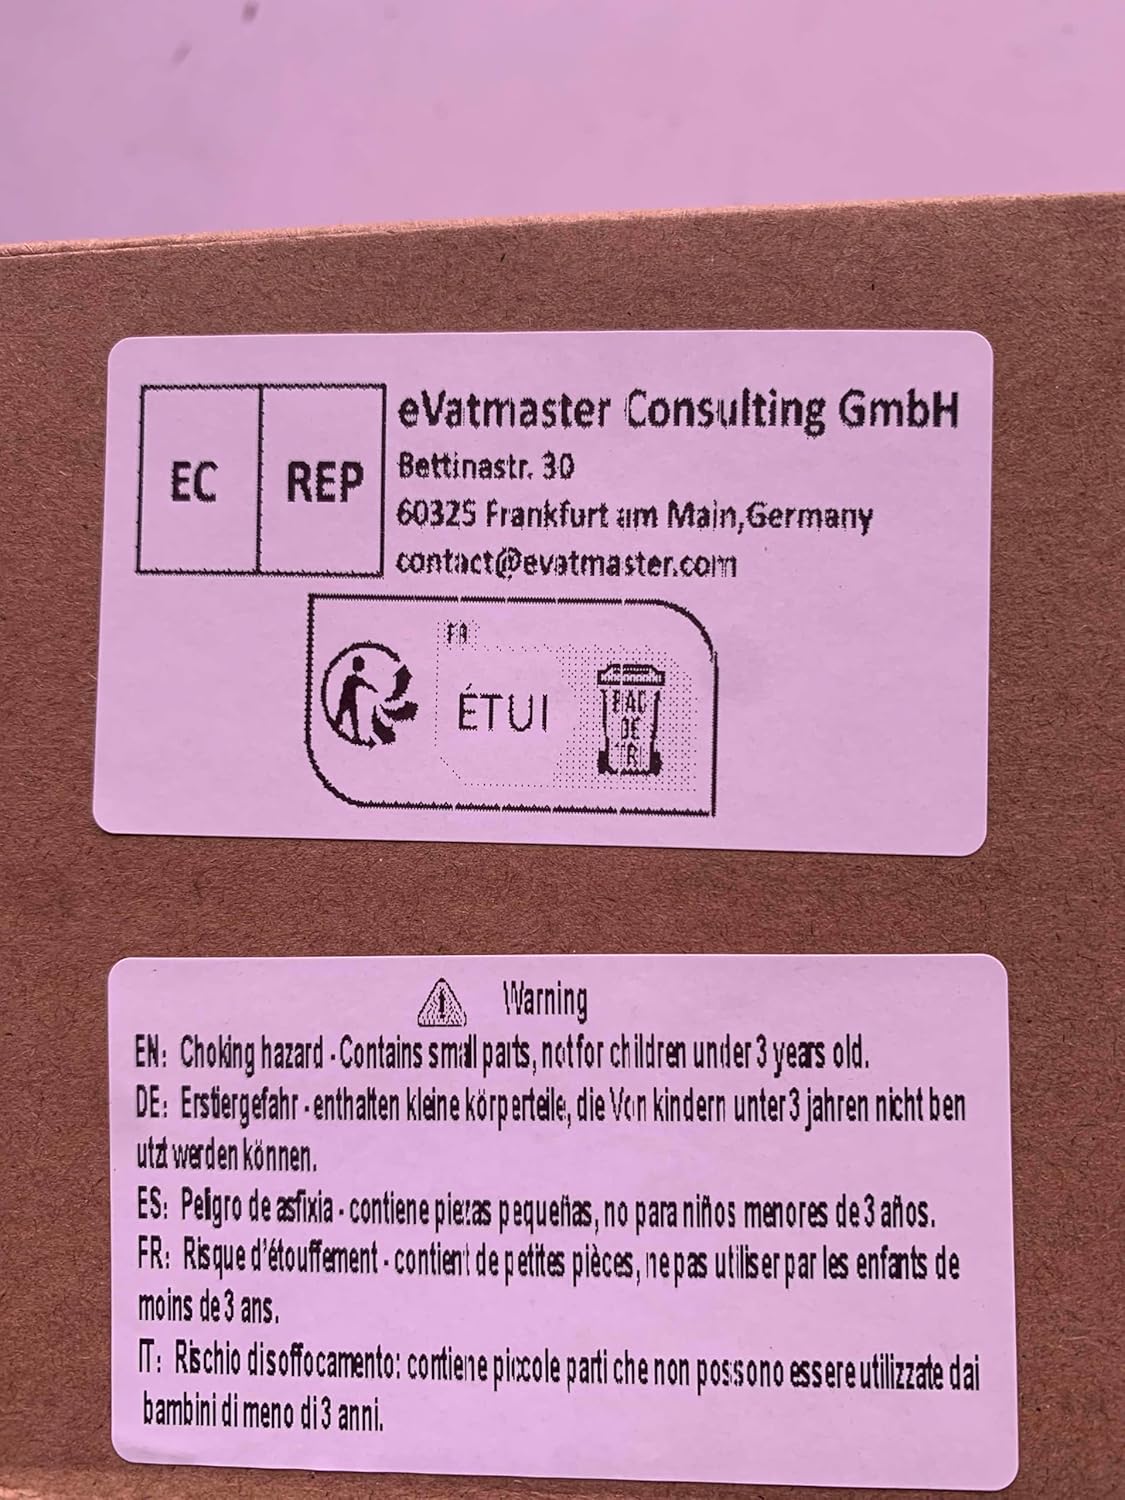 EC REP
eVatmaster Consulting GmbH
Bettinastr. 30
60325 Frankfurt am Main,Germany
contact@evatmaster.com
FR
ÉTUI
BAC
DE
TRI
Warning
EN: Choking hazard - Contains small parts, not for children under 3 years old.
DE: Erstiergefahr - enthalten kleine körperteile, die Von kindern unter 3 jahren nicht ben
utzt werden können.
ES: Peligro de asfixia - contiene piezas pequeñas, no para niños menores de 3 años.
FR: Risque d'étouffement - contient de petites pièces, ne pas utiliser par les enfants de
moins de 3 ans.
IT: Rischio di soffocamento: contiene piccole parti che non possono essere utilizzate dai
bambini di meno di 3 anni.